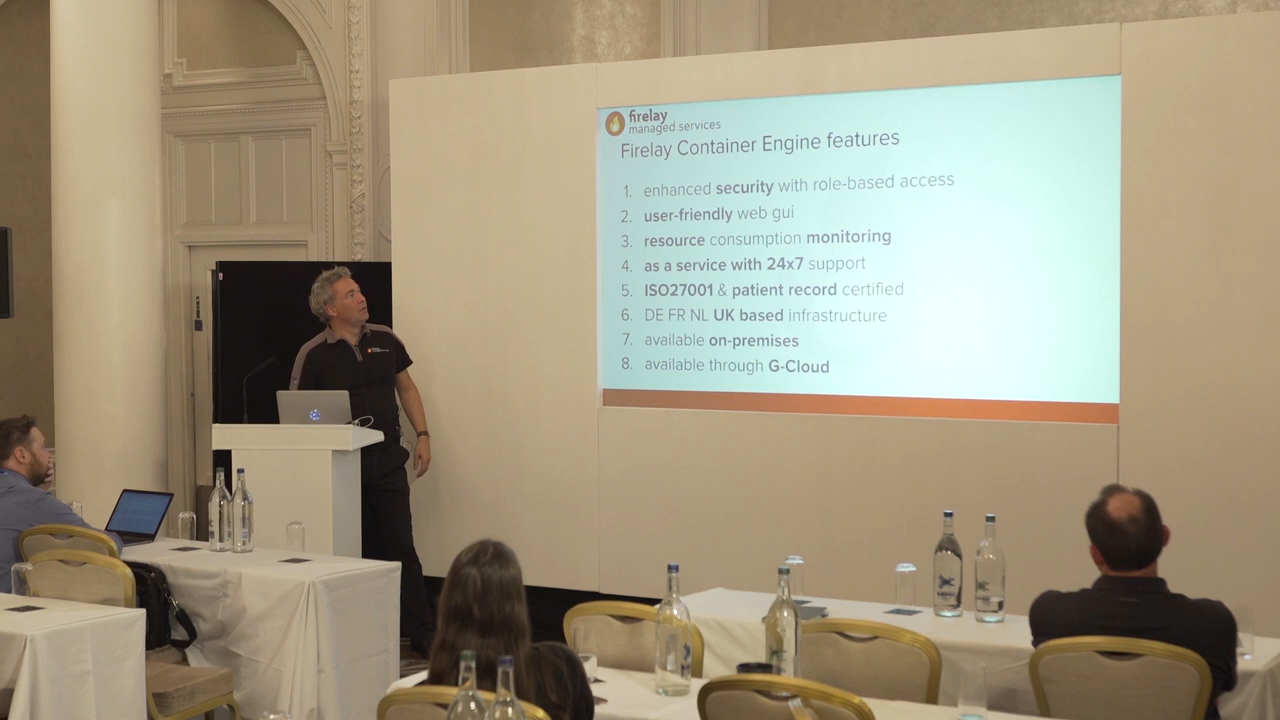 firelay
managed.services
Firelay Container Engine features
1. enhanced security with role-based access
2. user-friendly web gui
3. resource consumption monitoring
4. as a service with 24x7 support
5. ISO27001 & patient record certified
6. DE FR NL UK based infrastructure
7. available on-premises
8. available through G-Cloud